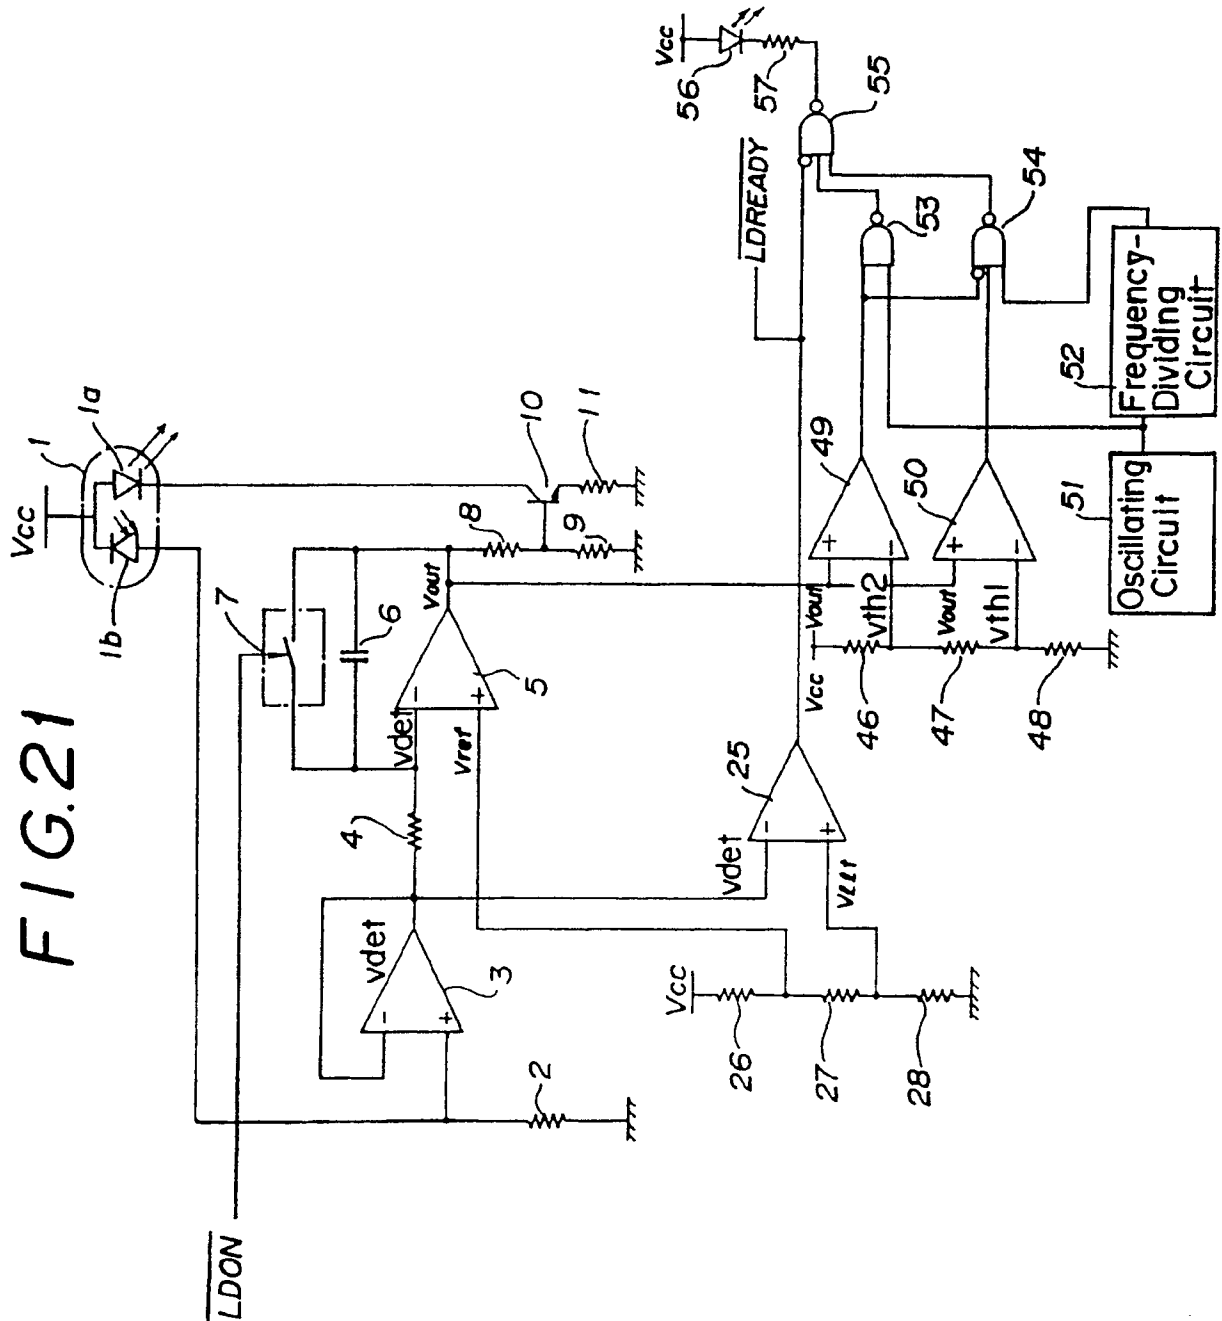 FIG.21
LDON
Vcc
1
1a
1b
7
6
Vout
8
10
9
11
vdet
4
5
Vref
vdet
3
2
Vcc
26
27
28
vdet
Vllt
25
LDREADY
Vcc
56
57
55
53
54
49
50
Vout
Vcc
vth2
Vout
vth1
46
47
48
51
Oscillating
Circuit
52
Frequency-
Dividing
Circuit